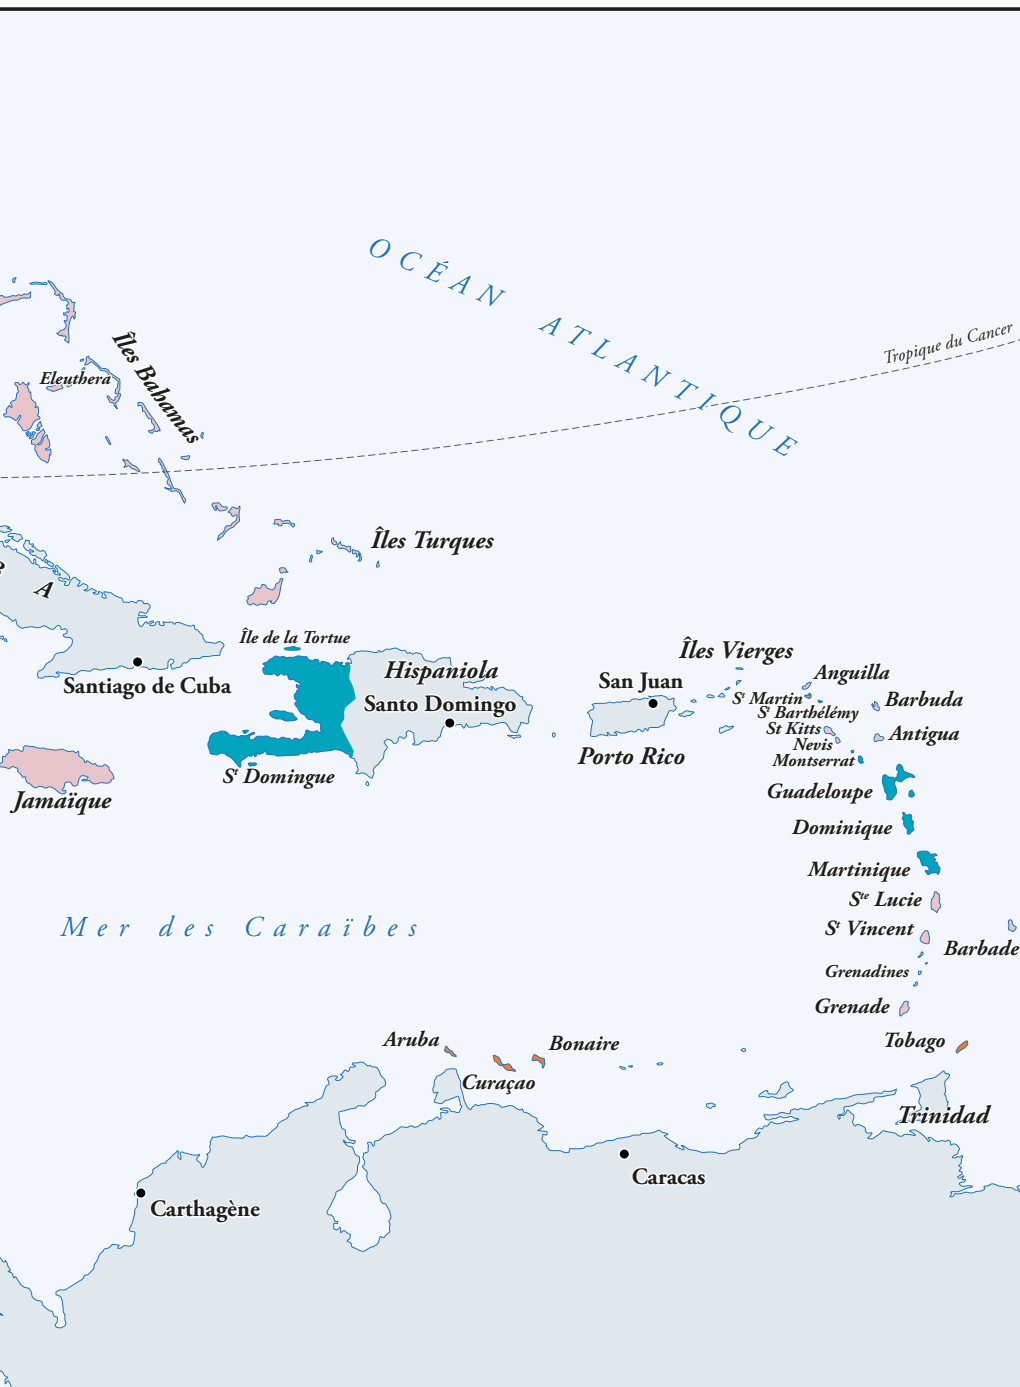 OCÉAN ATLANTIQUE
Tropique du Cancer
Îles Bahamas
Eleuthera
Îles Turques
B A
Île de la Tortue
Santiago de Cuba
Hispaniola
Santo Domingo
St Domingue
Jamaïque
Îles Vierges
San Juan
Porto Rico
Anguilla
St Martin
St Barthélémy
Barbuda
St Kitts
Nevis
Antigua
Montserrat
Guadeloupe
Dominique
Martinique
Ste Lucie
St Vincent
Barbade
Grenadines
Grenade
Mer des Caraïbes
Aruba
Bonaire
Curaçao
Tobago
Trinidad
Caracas
Carthagène